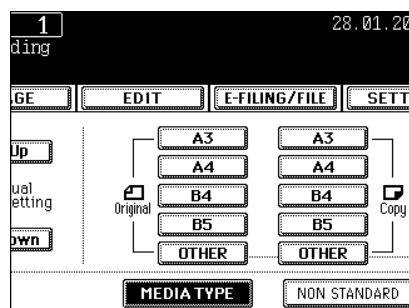 1 28.01.20
ding
.GE EDIT E-FILING/FILE SETT
A3 A3
Up
A4 A4
ual
etting
Original B4 B4 Copy
B5 B5
own
OTHER OTHER
MEDIA TYPE NON STANDARD